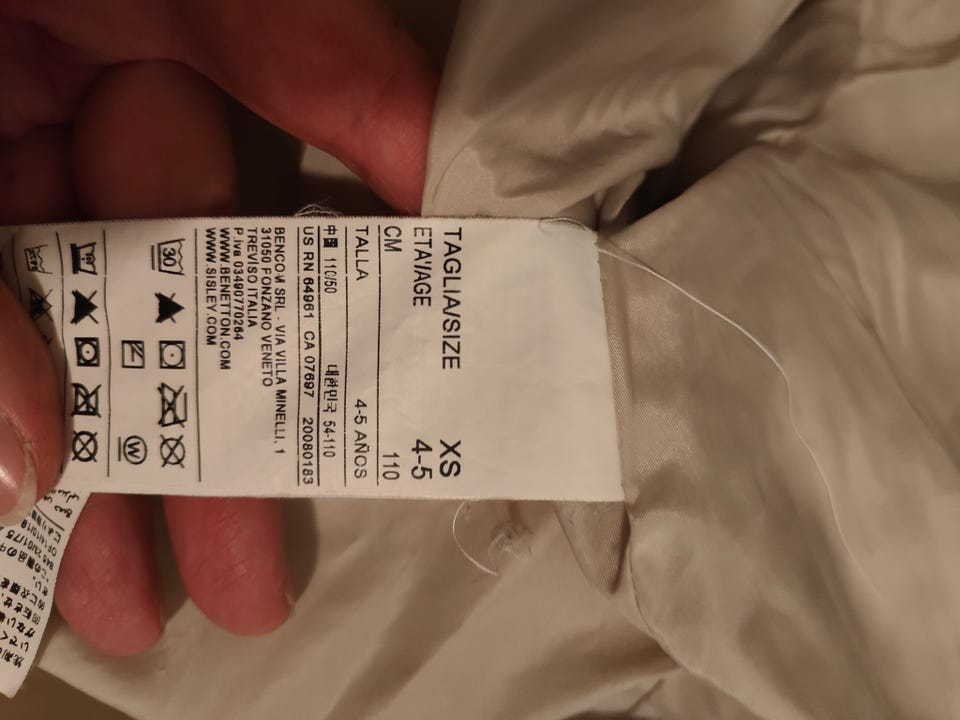 TAGLIA/SIZE XS
ETA'/AGE 4-5
CM 110
TALLA 4-5 AÑOS
中国 110/50 대한민국 54-110
US RN 64961 CA 07697 20080183
BENCOM SRL - VIA VILLA MINELLI, 1
31050 FONZANO VENETO
TREVISO ITALIA
P.iva 03490770264
WWW.BENETTON.COM
WWW.SISLEY.COM
30
W